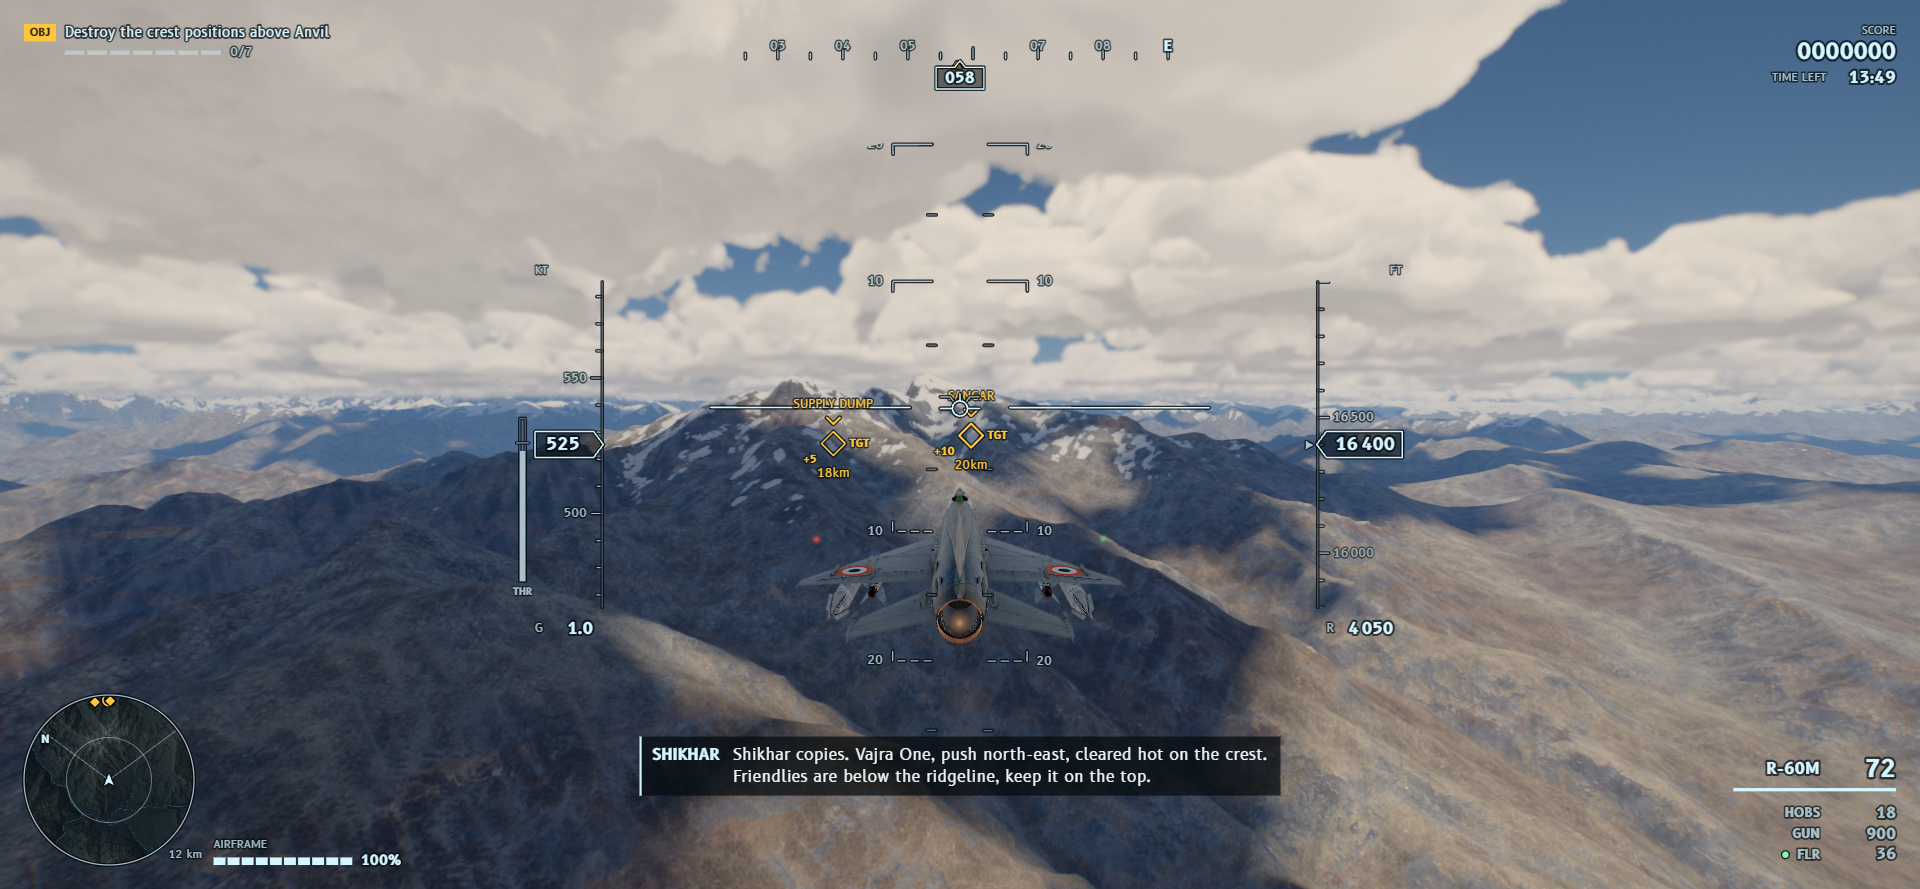 OBJ Destroy the crest positions above Anvil
0/7
03 04 05 07 08 E
058
SCORE
0000000
TIME LEFT 13:49
10 10
KT
FT
550
525
500
THR
G 1.0
16 500
16 400
16 000
R 4 050
SUPPLY DUMP
TGT
+5
18km
SANGAR
TGT
+10
20km
10 10
20 20
N
12 km
AIRFRAME
100%
SHIKHAR Shikhar copies. Vajra One, push north-east, cleared hot on the crest.
Friendlies are below the ridgeline, keep it on the top.
R-60M 72
HOBS 18
GUN 900
FLR 36